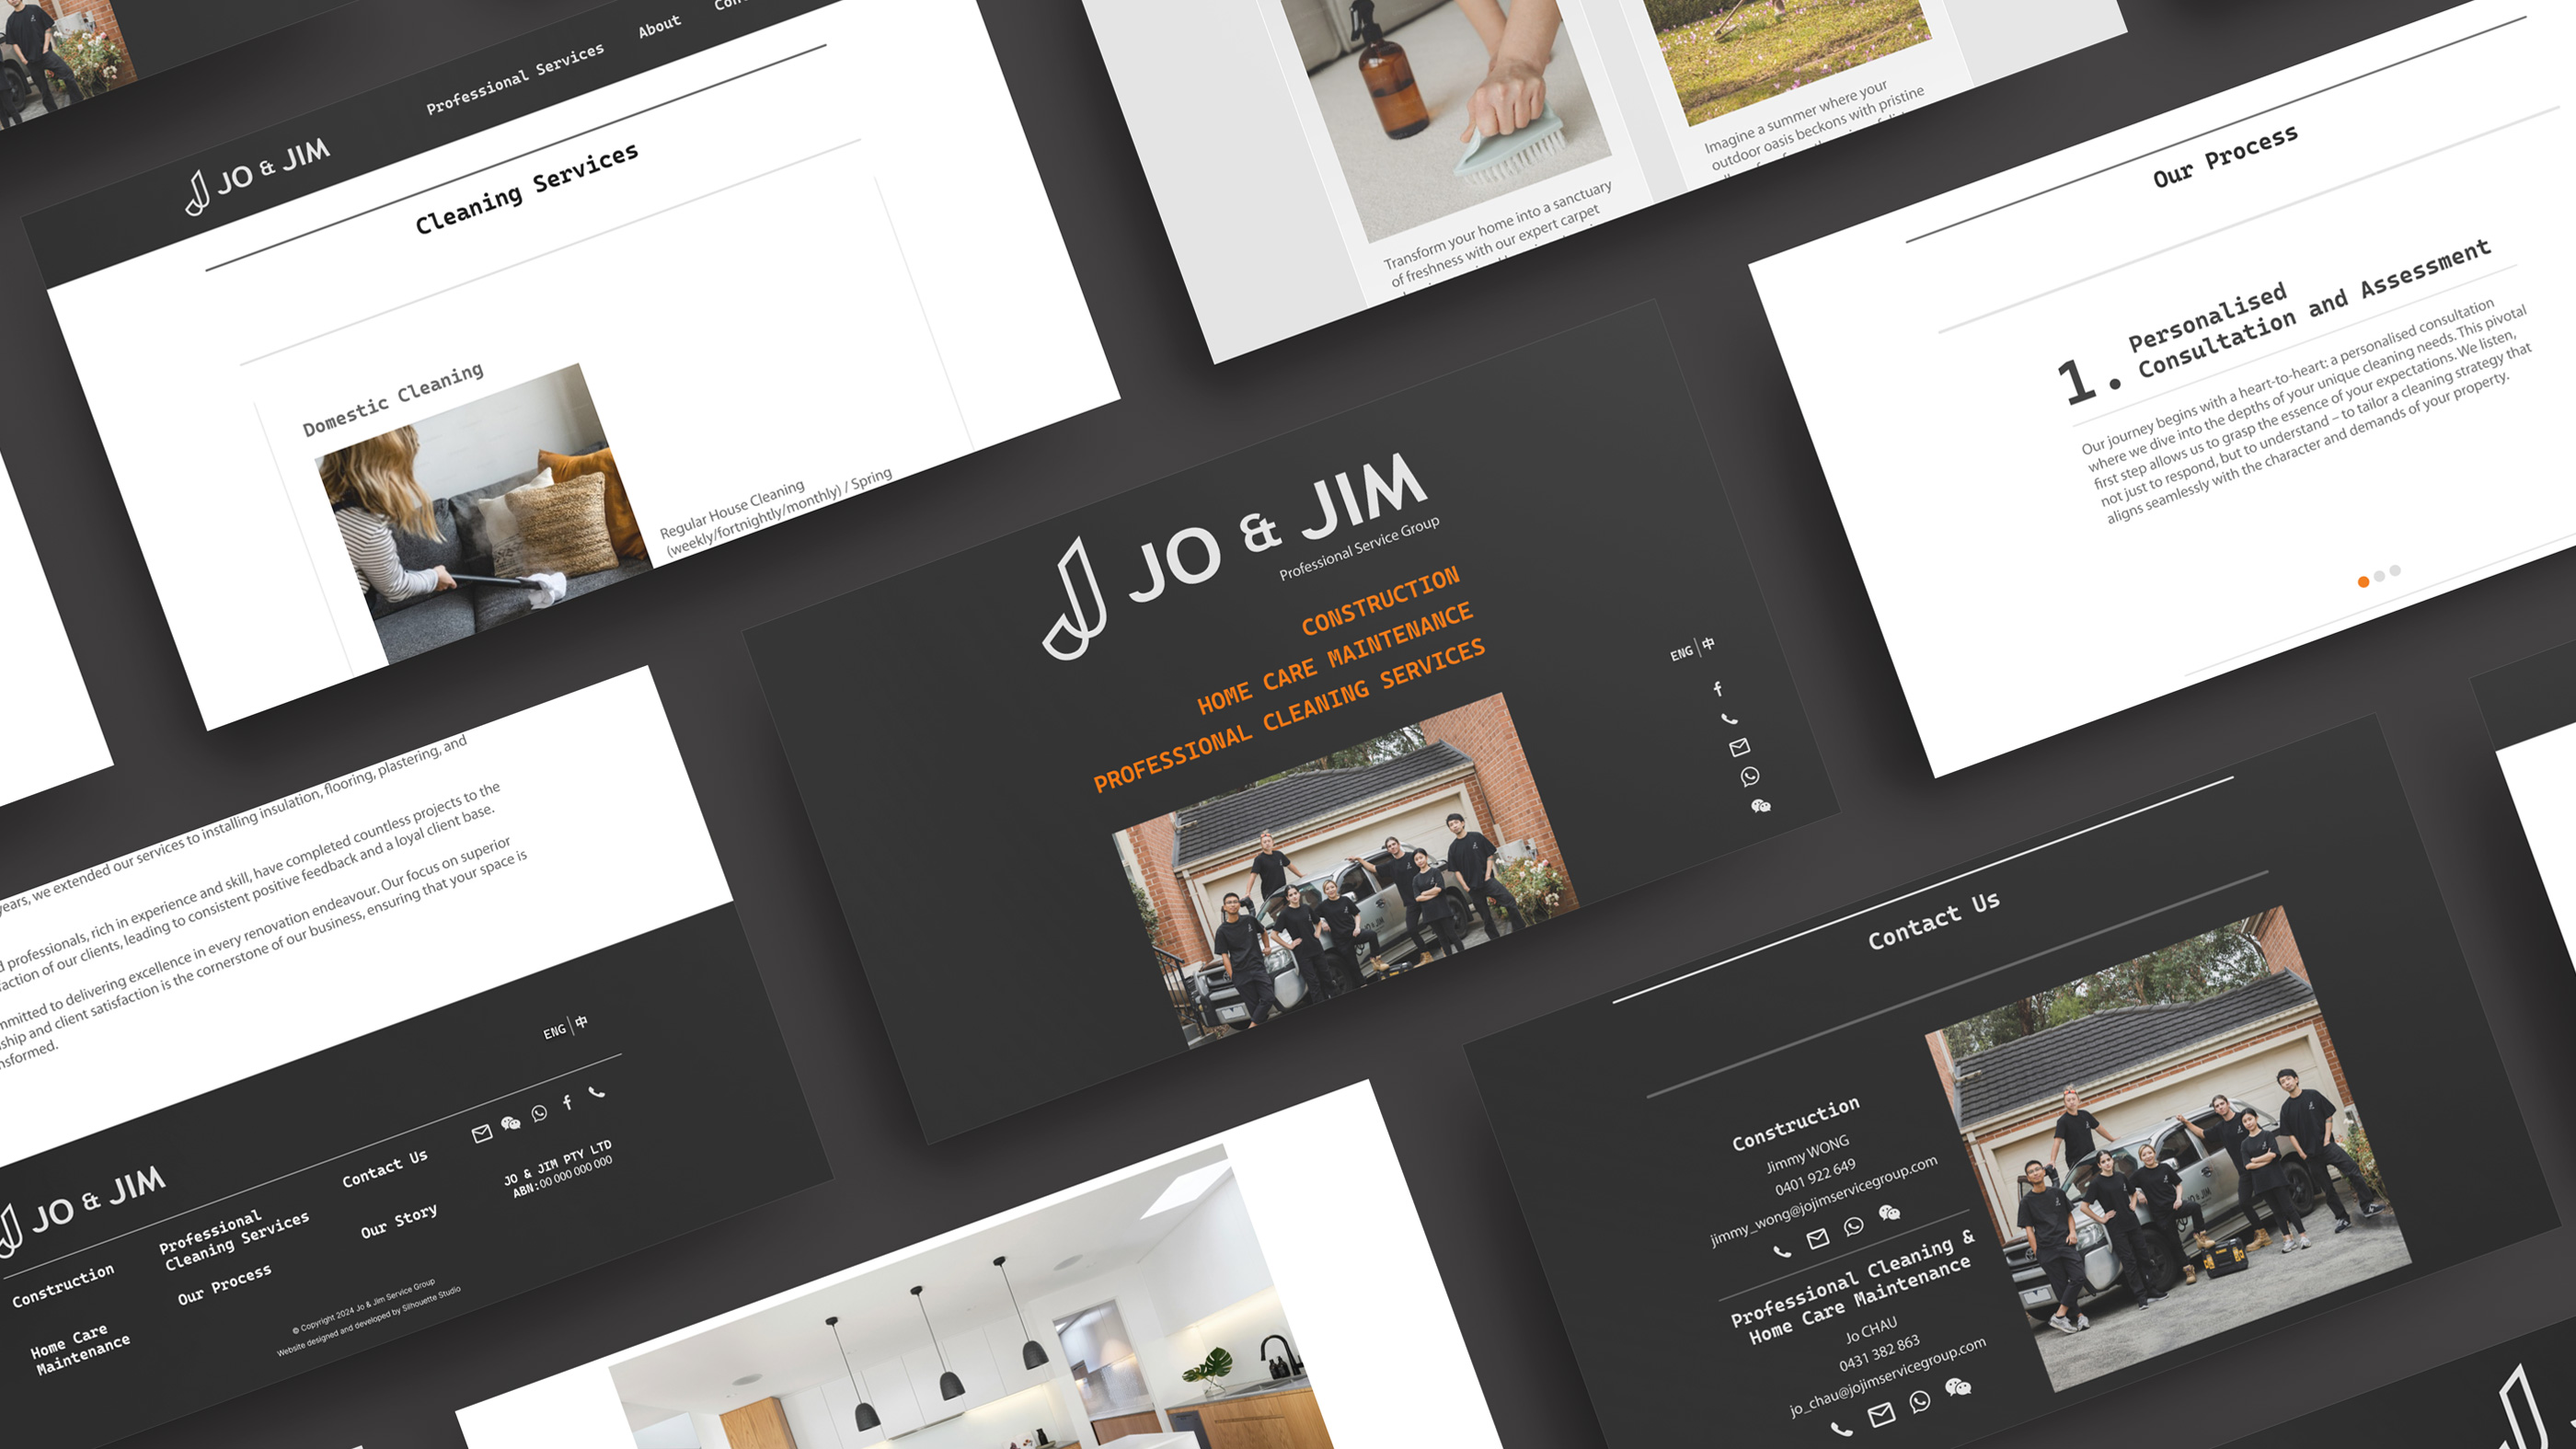 Professional Services
About
JO & JIM
Cleaning Services
Domestic Cleaning
Regular House Cleaning
(weekly/fortnightly/monthly) / Spring
Transform your home into a sanctuary
of freshness with our expert carpet
Imagine a summer where your
outdoor oasis beckons with pristine
Our Process
1.
Personalised
Consultation and Assessment
Our journey begins with a heart-to-heart: a personalised consultation
where we dive into the depths of your unique cleaning needs. This pivotal
first step allows us to grasp the essence of your expectations. We listen,
not just to respond, but to understand – to tailor a cleaning strategy that
aligns seamlessly with the character and demands of your property.
JO & JIM
Professional Service Group
CONSTRUCTION
HOME CARE MAINTENANCE
PROFESSIONAL CLEANING SERVICES
ENG | 中
years, we extended our services to installing insulation, flooring, plastering, and
professionals, rich in experience and skill, have completed countless projects to the
of our clients, leading to consistent positive feedback and a loyal client base.
to delivering excellence in every renovation endeavour. Our focus on superior
and client satisfaction is the cornerstone of our business, ensuring that your space is
ENG | 中
JO & JIM
Construction
Home Care
Maintenance
Professional
Cleaning Services
Our Process
Contact Us
Our Story
JO & JIM PTY LTD
ABN:00 000 000 000
© Copyright 2024 Jo & Jim Service Group
Website designed and developed by Silhouette Studio
Contact Us
Construction
Jimmy WONG
0401 922 649
jimmy_wong@jojimservicegroup.com
Professional Cleaning &
Home Care Maintenance
Jo CHAU
0431 382 863
jo_chau@jojimservicegroup.com